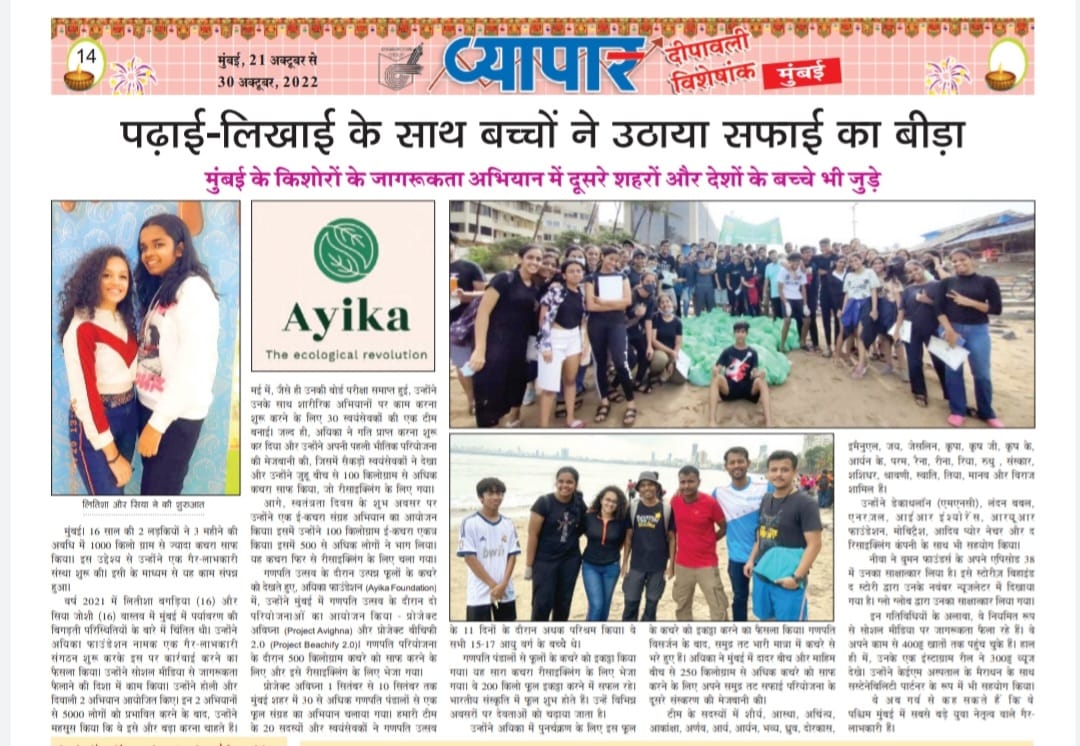 14
मुंबई, 21 अक्टूबर से
30 अक्टूबर, 2022
व्यापार
दीपावली
विशेषांक
मुंबई
पढ़ाई-लिखाई के साथ बच्चों ने उठाया सफाई का बीड़ा
मुंबई के किशोरों के जागरूकता अभियान में दूसरे शहरों और देशों के बच्चे भी जुड़े
लितिशा और सिया ने की शुरुआत
मुंबई। 16 साल की 2 लड़कियों ने 3 महीने की
अवधि में 1000 किलो ग्राम से ज्यादा कचरा साफ
किया। इस उद्देश्य से उन्होंने एक गैर-लाभकारी
संस्था शुरू की। इसी के माध्यम से यह काम संपन्न
हुआ।
वर्ष 2021 में लितीशा बगड़िया (16) और
सिया जोशी (16) वास्तव में मुंबई में पर्यावरण की
बिगड़ती परिस्थितियों के बारे में चिंतित थी। उन्होंने
अयिका फाउंडेशन नामक एक गैर-लाभकारी
संगठन शुरू करके इस पर कार्रवाई करने का
फैसला किया। उन्होंने सोशल मीडिया से जागरूकता
फैलाने की दिशा में काम किया। उन्होंने होली और
दिवाली 2 अभियान आयोजित किए। इन 2 अभियानों
से 5000 लोगों को प्रभावित करने के बाद, उन्होंने
महसूस किया कि वे इसे और बड़ा करना चाहते हैं।
Ayika
The ecological revolution
मई में, जैसे ही उनकी बोर्ड परीक्षा समाप्त हुई, उन्होंने
उनके साथ शारीरिक अभियानों पर काम करना
शुरू करने के लिए 30 स्वयंसेवकों की एक टीम
बनाई। जल्द ही, अयिका ने गति प्राप्त करना शुरू
कर दिया और उन्होंने अपनी पहली भौतिक परियोजना
की मेजबानी की, जिसमें सैकड़ों स्वयंसेवकों ने देखा
और उन्होंने जुहू बीच से 100 किलोग्राम से अधिक
कचरा साफ किया, जो रीसाइक्लिंग के लिए गया।
आगे, स्वतंत्रता दिवस के शुभ अवसर पर
उन्होंने एक ई-कचरा संग्रह अभियान का आयोजन
किया। इसमें उन्होंने 100 किलोग्राम ई-कचरा एकत्र
किया। इसमें 500 से अधिक लोगों ने भाग लिया।
यह कचरा फिर से रीसाइक्लिंग के लिए चला गया।
गणपति उत्सव के दौरान उत्पन्न फूलों के कचरे
को देखते हुए, अयिका फाउंडेशन (Ayika Foundation)
में, उन्होंने मुंबई में गणपति उत्सव के दौरान दो
परियोजनाओं का आयोजन किया - प्रोजेक्ट
अविघ्ना (Project Avighna) और प्रोजेक्ट बीचिफी
2.0 (Project Beachify 2.0)। गणपति परियोजना
के दौरान 500 किलोग्राम कचरे को साफ करने के
लिए और इसे रीसाइक्लिंग के लिए भेजा गया।
प्रोजेक्ट अविघ्ना 1 सितंबर से 10 सितंबर तक
मुंबई शहर में 30 से अधिक गणपति पंडालों से एक
फूल संग्रह का अभियान चलाया गया। हमारी टीम
के 20 सदस्यों और स्वयंसेवकों ने गणपति उत्सव
के 11 दिनों के दौरान अथक परिश्रम किया। वे
सभी 15-17 आयु वर्ग के बच्चे थे।
गणपति पंडालों से फूलों के कचरे को इकट्ठा किया
गया। यह सारा कचरा रीसाइक्लिंग के लिए भेजा
गया। वे 200 किलो फूल इकट्ठा करने में सफल रहे।
भारतीय संस्कृति में फूल शुभ होते हैं। उन्हें विभिन्न
अवसरों पर देवताओं को चढ़ाया जाता है।
उन्होंने अयिका में पुनर्चक्रण के लिए इस फूल
के कचरे को इकट्ठा करने का फैसला किया। गणपति
विसर्जन के बाद, समुद्र तट भारी मात्रा में कचरे से
भरे हुए हैं। अयिका ने मुंबई में दादर बीच और माहिम
बीच से 250 किलोग्राम से अधिक कचरे को साफ
करने के लिए अपने समुद्र तट सफाई परियोजना के
दूसरे संस्करण की मेजबानी की।
टीम के सदस्यों में शौर्य, आस्था, अचिंत्य,
आकांक्षा, अर्णव, आर्य, आर्यन, भव्य, ध्रुव, दोरकास,
इमैनुएल, जय, जेसलिन, कृपा, कृष जी, कृष के,
आर्यन के, परम, रैना, रीना, रिया, रुथु, संस्कार,
शशिधर, श्रावणी, स्वाति, तिया, मानव और विराज
शामिल हैं।
उन्होंने डेकाथलॉन (एमएनसी), लंदन बबल,
एनरज़ल, आईआर इंश्योरेंस, आरयूआर
फाउंडेशन, मोबिट्रैश, आदिव प्योर नेचर और द
रिसाइक्लिंग कंपनी के साथ भी सहयोग किया।
नीवा ने वूमन फाउंडर्स के अपने एपिसोड 38
में उनका साक्षात्कार लिया है। इसे स्टोरीज़ बिहाइंड
द स्टोरी द्वारा उनके नवंबर न्यूजलेटर में दिखाया
गया है। ग्लो ग्लोब द्वारा उनका साक्षात्कार लिया गया।
इन गतिविधियों के अलावा, वे नियमित रूप
से सोशल मीडिया पर जागरूकता फैला रहे हैं। वे
अपने काम से 400ह खातों तक पहुंच चुके हैं। हाल
ही में, उनके एक इंस्टाग्राम रील ने 300ह व्यूज
देखे। उन्होंने केईएम अस्पताल के मैराथन के साथ
सस्टेनेबिलिटी पार्टनर के रूप में भी सहयोग किया।
वे अब गर्व से कह सकते हैं कि वे
पश्चिम मुंबई में सबसे बड़े युवा नेतृत्व वाले गैर-
लाभकारी हैं।